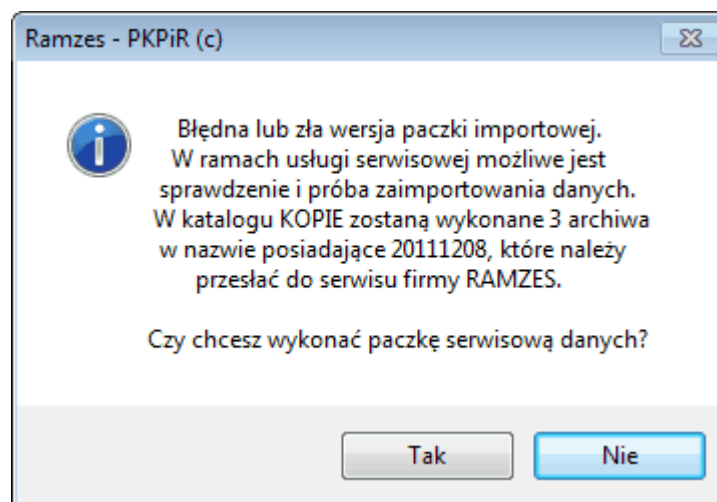 Ramzes - PKPiR (c)
Błędna lub zła wersja paczki importowej.
W ramach usługi serwisowej możliwe jest
sprawdzenie i próba zaimportowania danych.
W katalogu KOPIE zostaną wykonane 3 archiwa
w nazwie posiadające 20111208, które należy
przesłać do serwisu firmy RAMZES.
Czy chcesz wykonać paczkę serwisową danych?
Tak
Nie